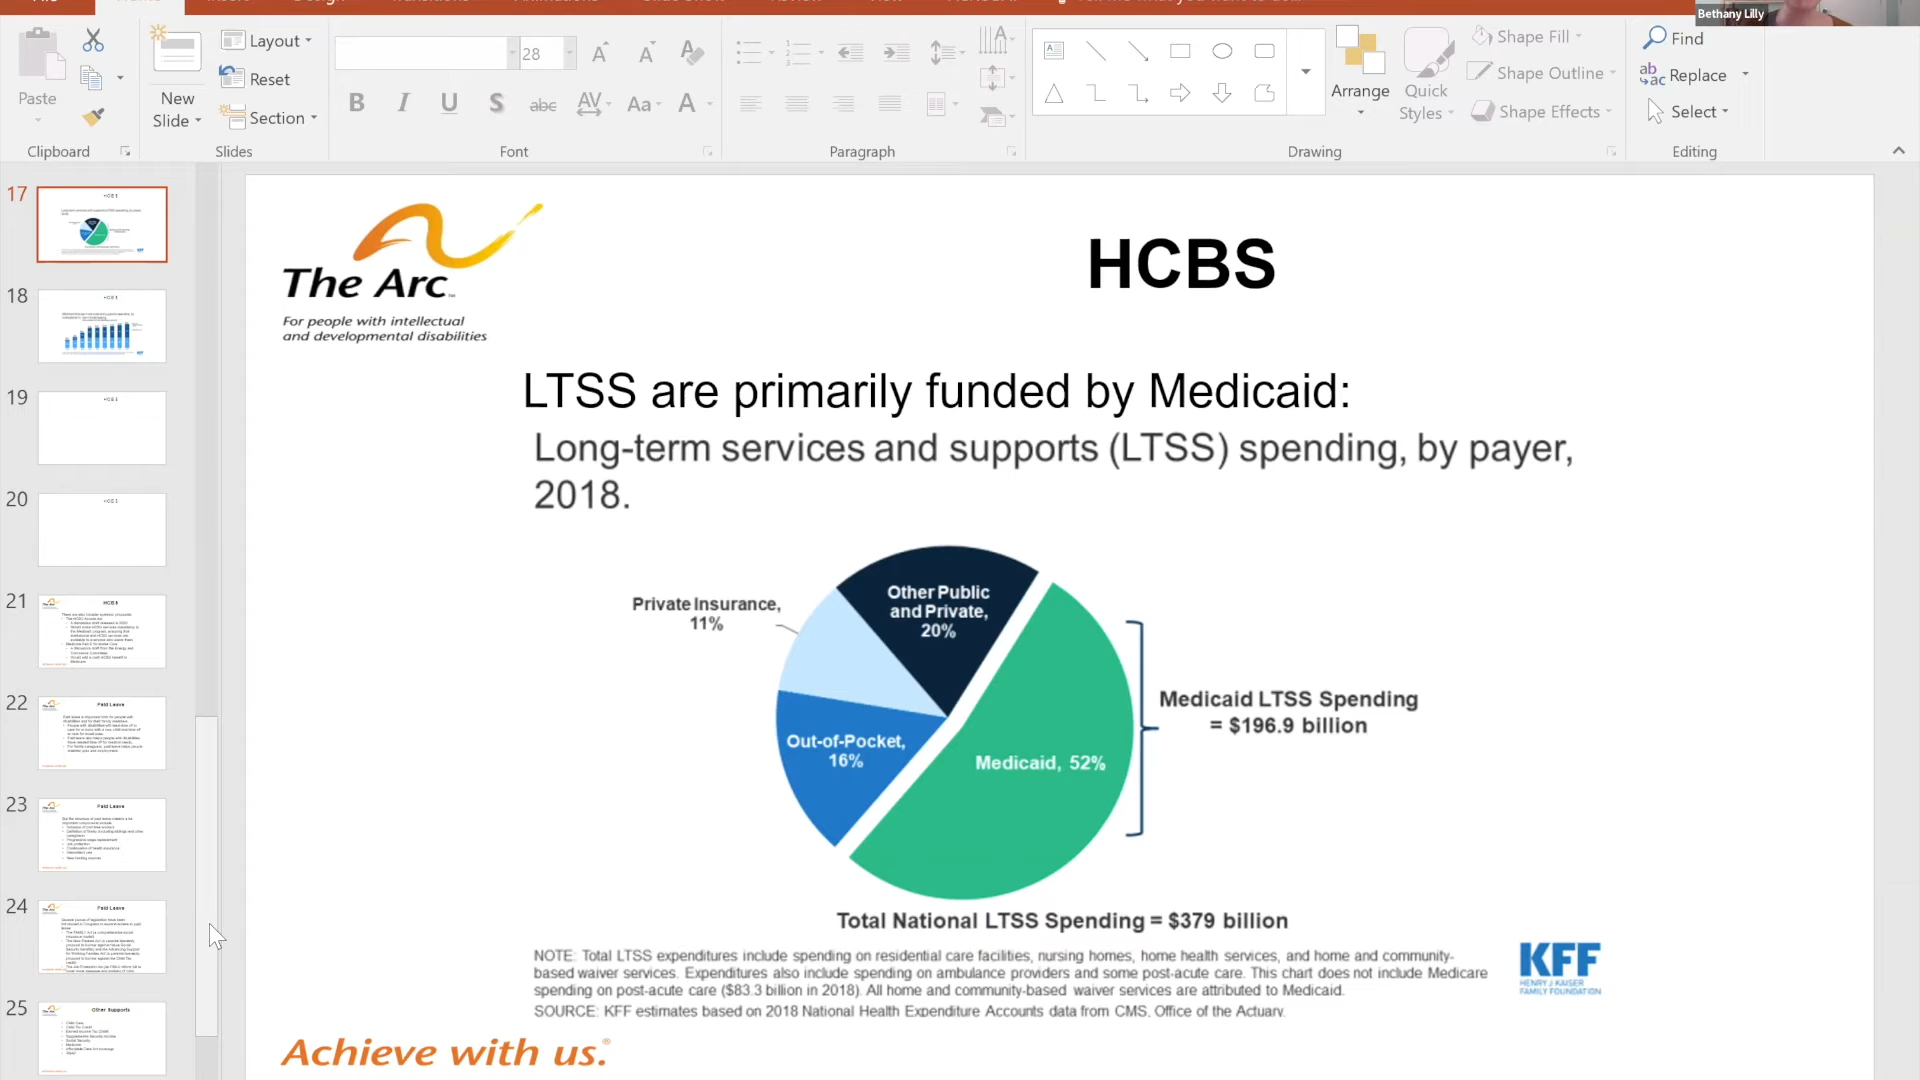 Bethany Lilly
Paste
Clipboard
New
Slide
Layout
Reset
Section
Slides
28
B I U S abc AV Aa A
Font
Paragraph
Arrange
Quick
Styles
Shape Fill
Shape Outline
Shape Effects
Drawing
Find
Replace
Select
Editing
17
18
19
20
21
22
23
24
25
HCBS
Paid Leave
Paid Leave
Paid Leave
Other Supports
The Arc™
For people with intellectual
and developmental disabilities
HCBS
LTSS are primarily funded by Medicaid:
Long-term services and supports (LTSS) spending, by payer,
2018.
Private Insurance,
11%
Other Public
and Private,
20%
Out-of-Pocket,
16%
Medicaid, 52%
Medicaid LTSS Spending
= $196.9 billion
Total National LTSS Spending = $379 billion
NOTE: Total LTSS expenditures include spending on residential care facilities, nursing homes, home health services, and home and community-
based waiver services. Expenditures also include spending on ambulance providers and some post-acute care. This chart does not include Medicare
spending on post-acute care ($83.3 billion in 2018). All home and community-based waiver services are attributed to Medicaid.
SOURCE: KFF estimates based on 2018 National Health Expenditure Accounts data from CMS, Office of the Actuary.
KFF
HENRY J KAISER
FAMILY FOUNDATION
Achieve with us.®